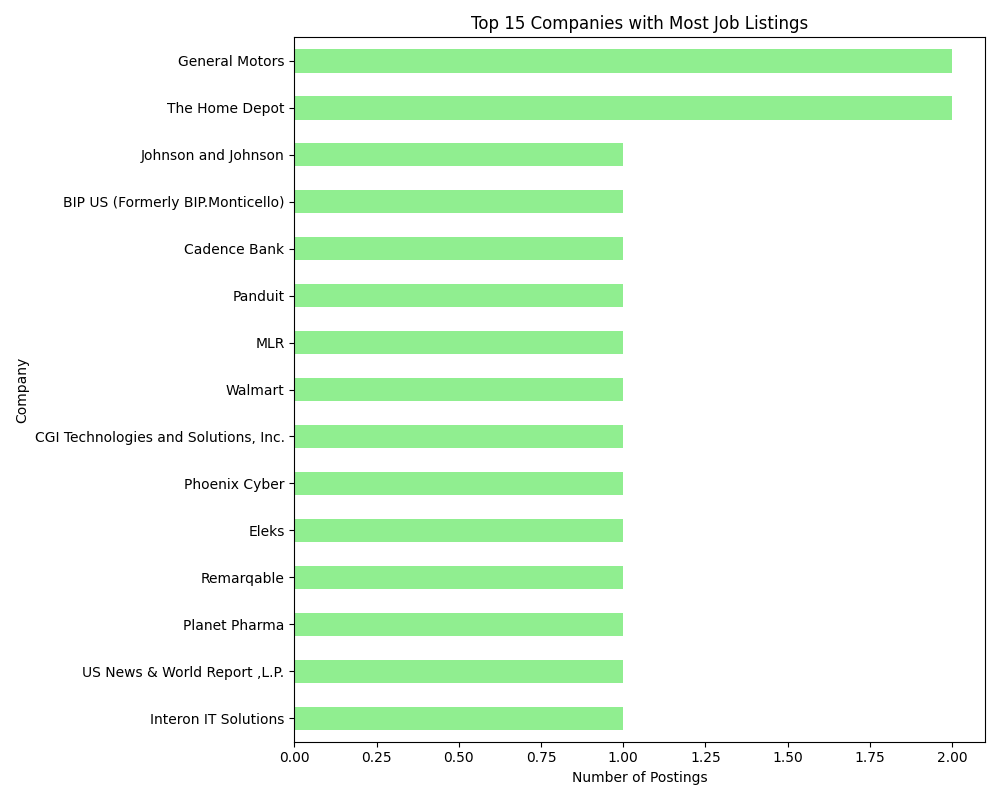 Top 15 Companies with Most Job Listings
Company
General Motors
The Home Depot
Johnson and Johnson
BIP US (Formerly BIP.Monticello)
Cadence Bank
Panduit
MLR
Walmart
CGI Technologies and Solutions, Inc.
Phoenix Cyber
Eleks
Remarqable
Planet Pharma
US News & World Report ,L.P.
Interon IT Solutions
0.00 0.25 0.50 0.75 1.00 1.25 1.50 1.75 2.00
Number of Postings